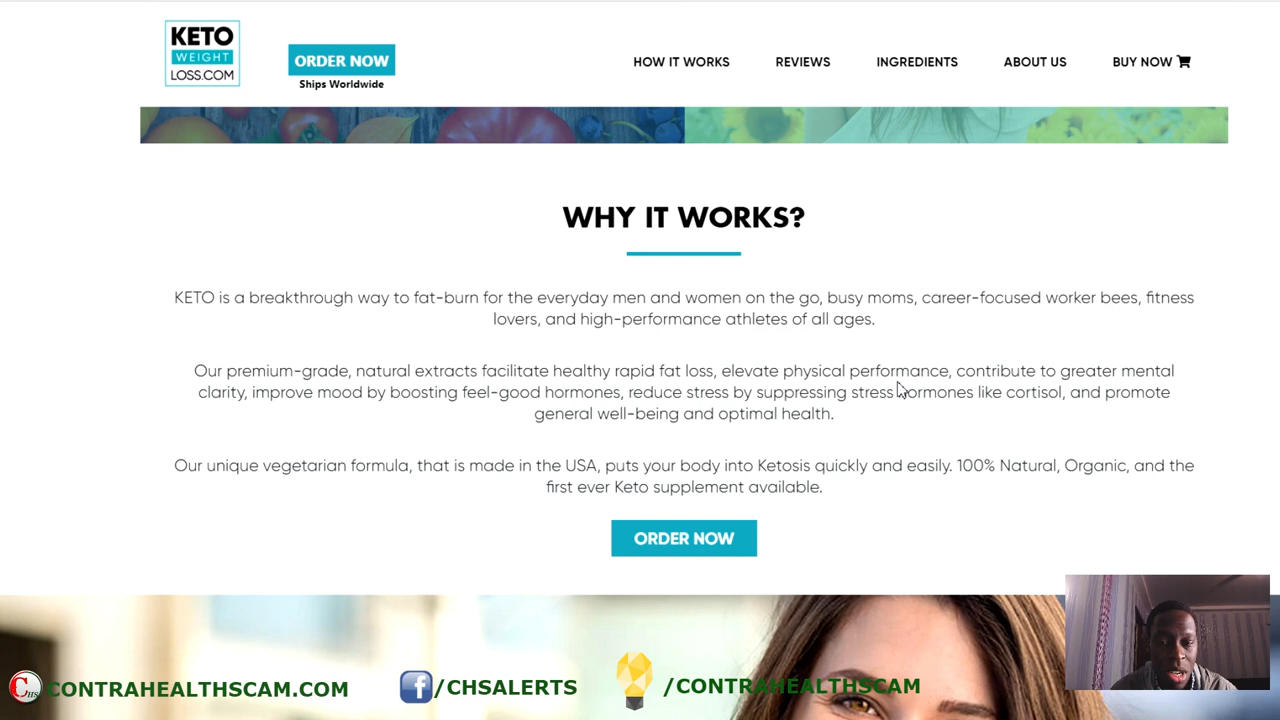 KETO
WEIGHT
LOSS.COM
ORDER NOW
Ships Worldwide
HOW IT WORKS
REVIEWS
INGREDIENTS
ABOUT US
BUY NOW
WHY IT WORKS?
KETO is a breakthrough way to fat-burn for the everyday men and women on the go, busy moms, career-focused worker bees, fitness
lovers, and high-performance athletes of all ages.
Our premium-grade, natural extracts facilitate healthy rapid fat loss, elevate physical performance, contribute to greater mental
clarity, improve mood by boosting feel-good hormones, reduce stress by suppressing stress hormones like cortisol, and promote
general well-being and optimal health.
Our unique vegetarian formula, that is made in the USA, puts your body into Ketosis quickly and easily. 100% Natural, Organic, and the
first ever Keto supplement available.
ORDER NOW
CHS
CONTRAHEALTHSCAM.COM
f
/CHSALERTS
/CONTRAHEALTHSCAM